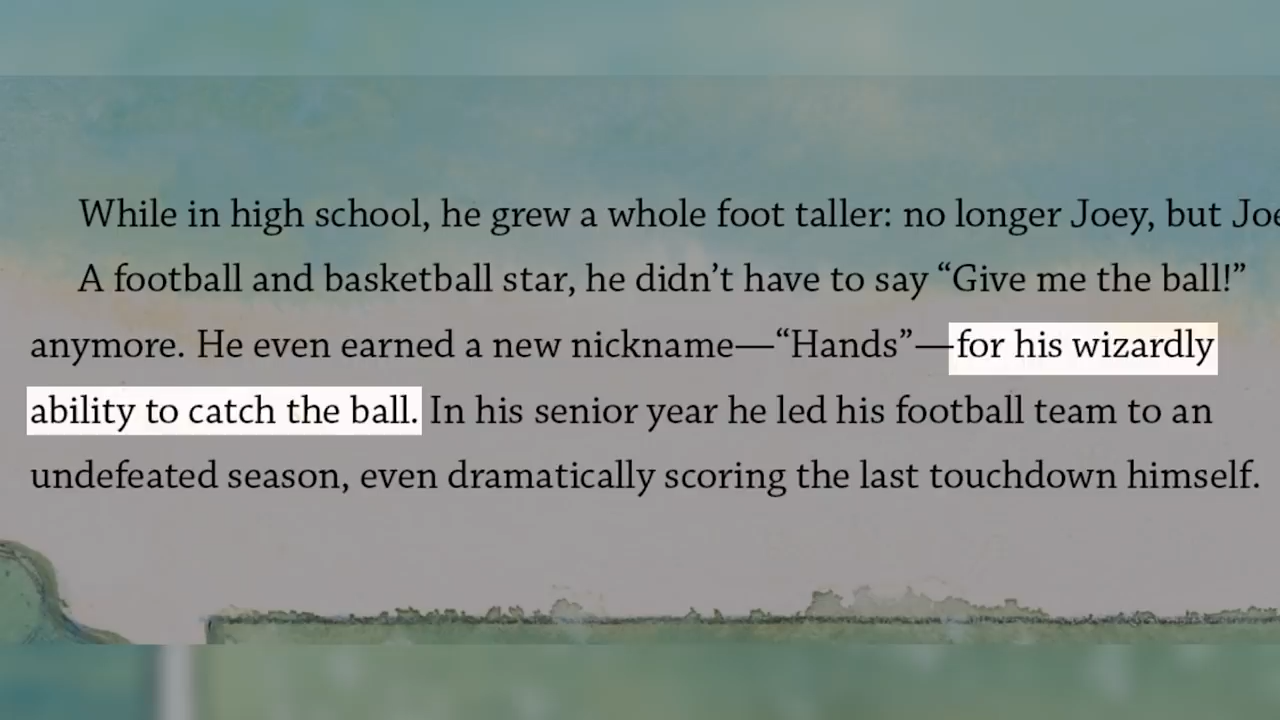 While in high school, he grew a whole foot taller: no longer Joey, but Joe
A football and basketball star, he didn’t have to say “Give me the ball!”
anymore. He even earned a new nickname—“Hands”—for his wizardly
ability to catch the ball. In his senior year he led his football team to an
undefeated season, even dramatically scoring the last touchdown himself.